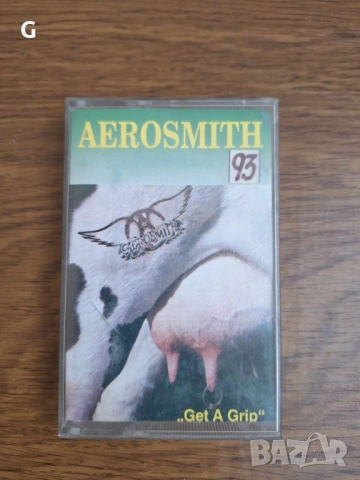 G
AEROSMITH
93
AEROSMITH
„Get A Grip“
BAZAR